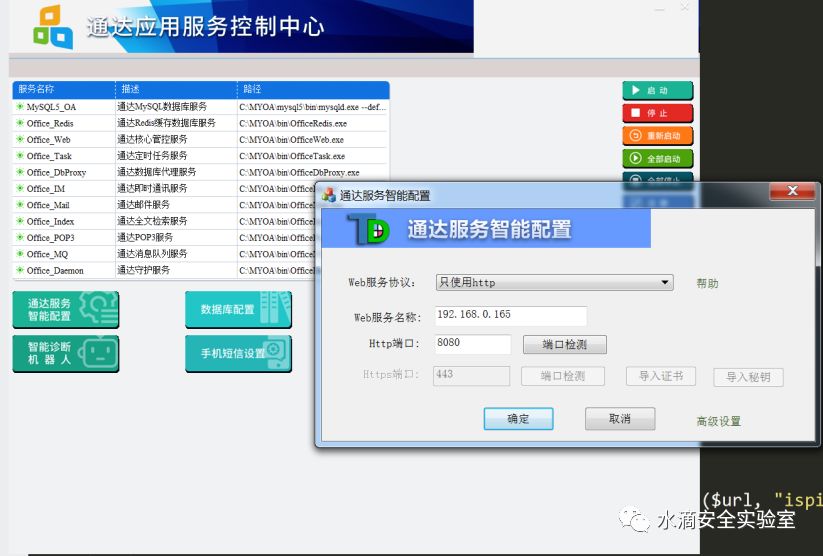 通达应用服务控制中心
服务名称 描述 路径
MySQL5_OA 通达MySQL数据库服务 C:\MYOA\mysql5\bin\mysqld.exe --def...
Office_Redis 通达Redis缓存数据库服务 C:\MYOA\bin\OfficeRedis.exe
Office_Web 通达核心管控服务 C:\MYOA\bin\OfficeWeb.exe
Office_Task 通达定时任务服务 C:\MYOA\bin\OfficeTask.exe
Office_DbProxy 通达数据库代理服务 C:\MYOA\bin\OfficeDbProxy.exe
Office_IM 通达即时通讯服务 C:\MYOA\bin\OfficeI
Office_Mail 通达邮件服务 C:\MYOA\bin\Office
Office_Index 通达全文检索服务 C:\MYOA\bin\OfficeI
Office_POP3 通达POP3服务 C:\MYOA\bin\Office
Office_MQ 通达消息队列服务 C:\MYOA\bin\Office
Office_Daemon 通达守护服务 C:\MYOA\bin\Office
启动
停止
重新启动
全部启动
全部停止
通达服务
智能配置
数据库配置
智能诊断
机器人
手机短信设置
通达服务智能配置
TD 通达服务智能配置
Web服务协议: 只使用http 帮助
Web服务名称: 192.168.0.165
Http端口: 8080 端口检测
Https端口: 443 端口检测 导入证书 导入秘钥
确定 取消 高级设置
($url, "ispi
水滴安全实验室